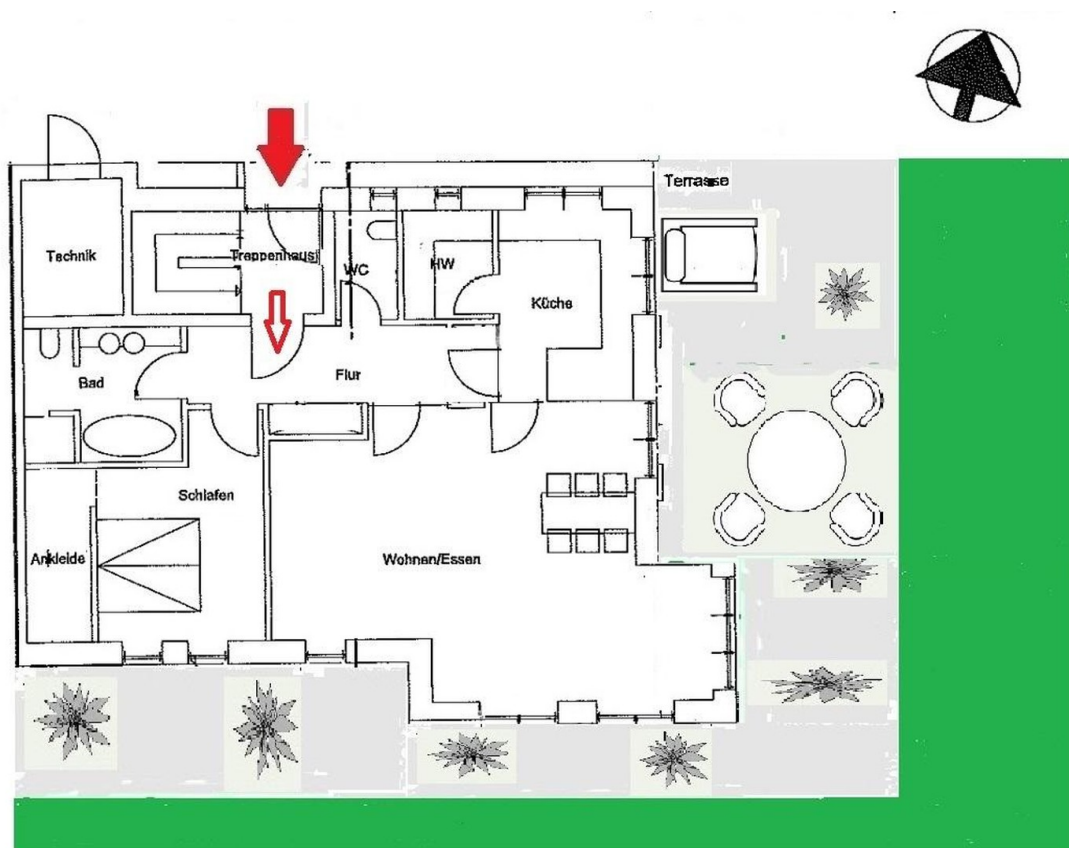 Terrasse
Technik
Treppenhaus
WC
HW
Küche
Bad
Flur
Schlafen
Ankleide
Wohnen/Essen